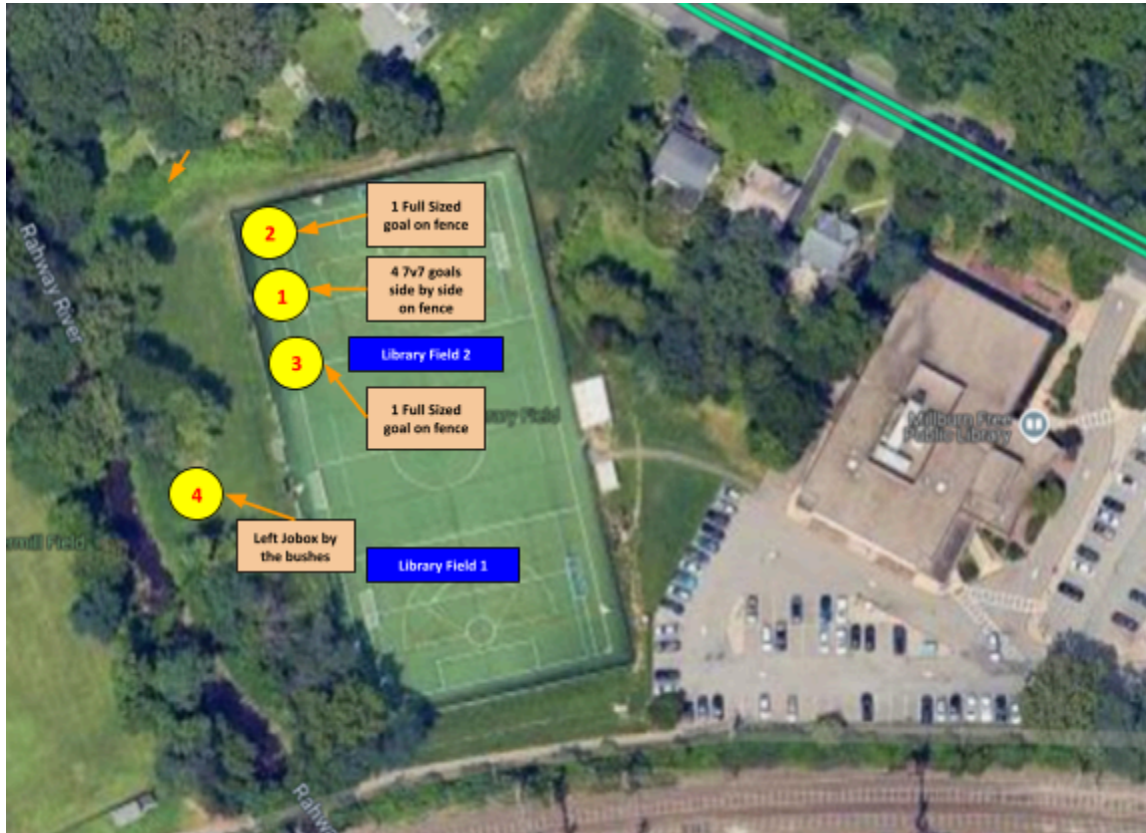 1 Full Sized
goal on fence
2
4 7v7 goals
side by side
on fence
1
Library Field 2
3
1 Full Sized
goal on fence
Field
Rahway River
Millburn Free
Public Library
4
Left Jobox by
the bushes
Field
Library Field 1